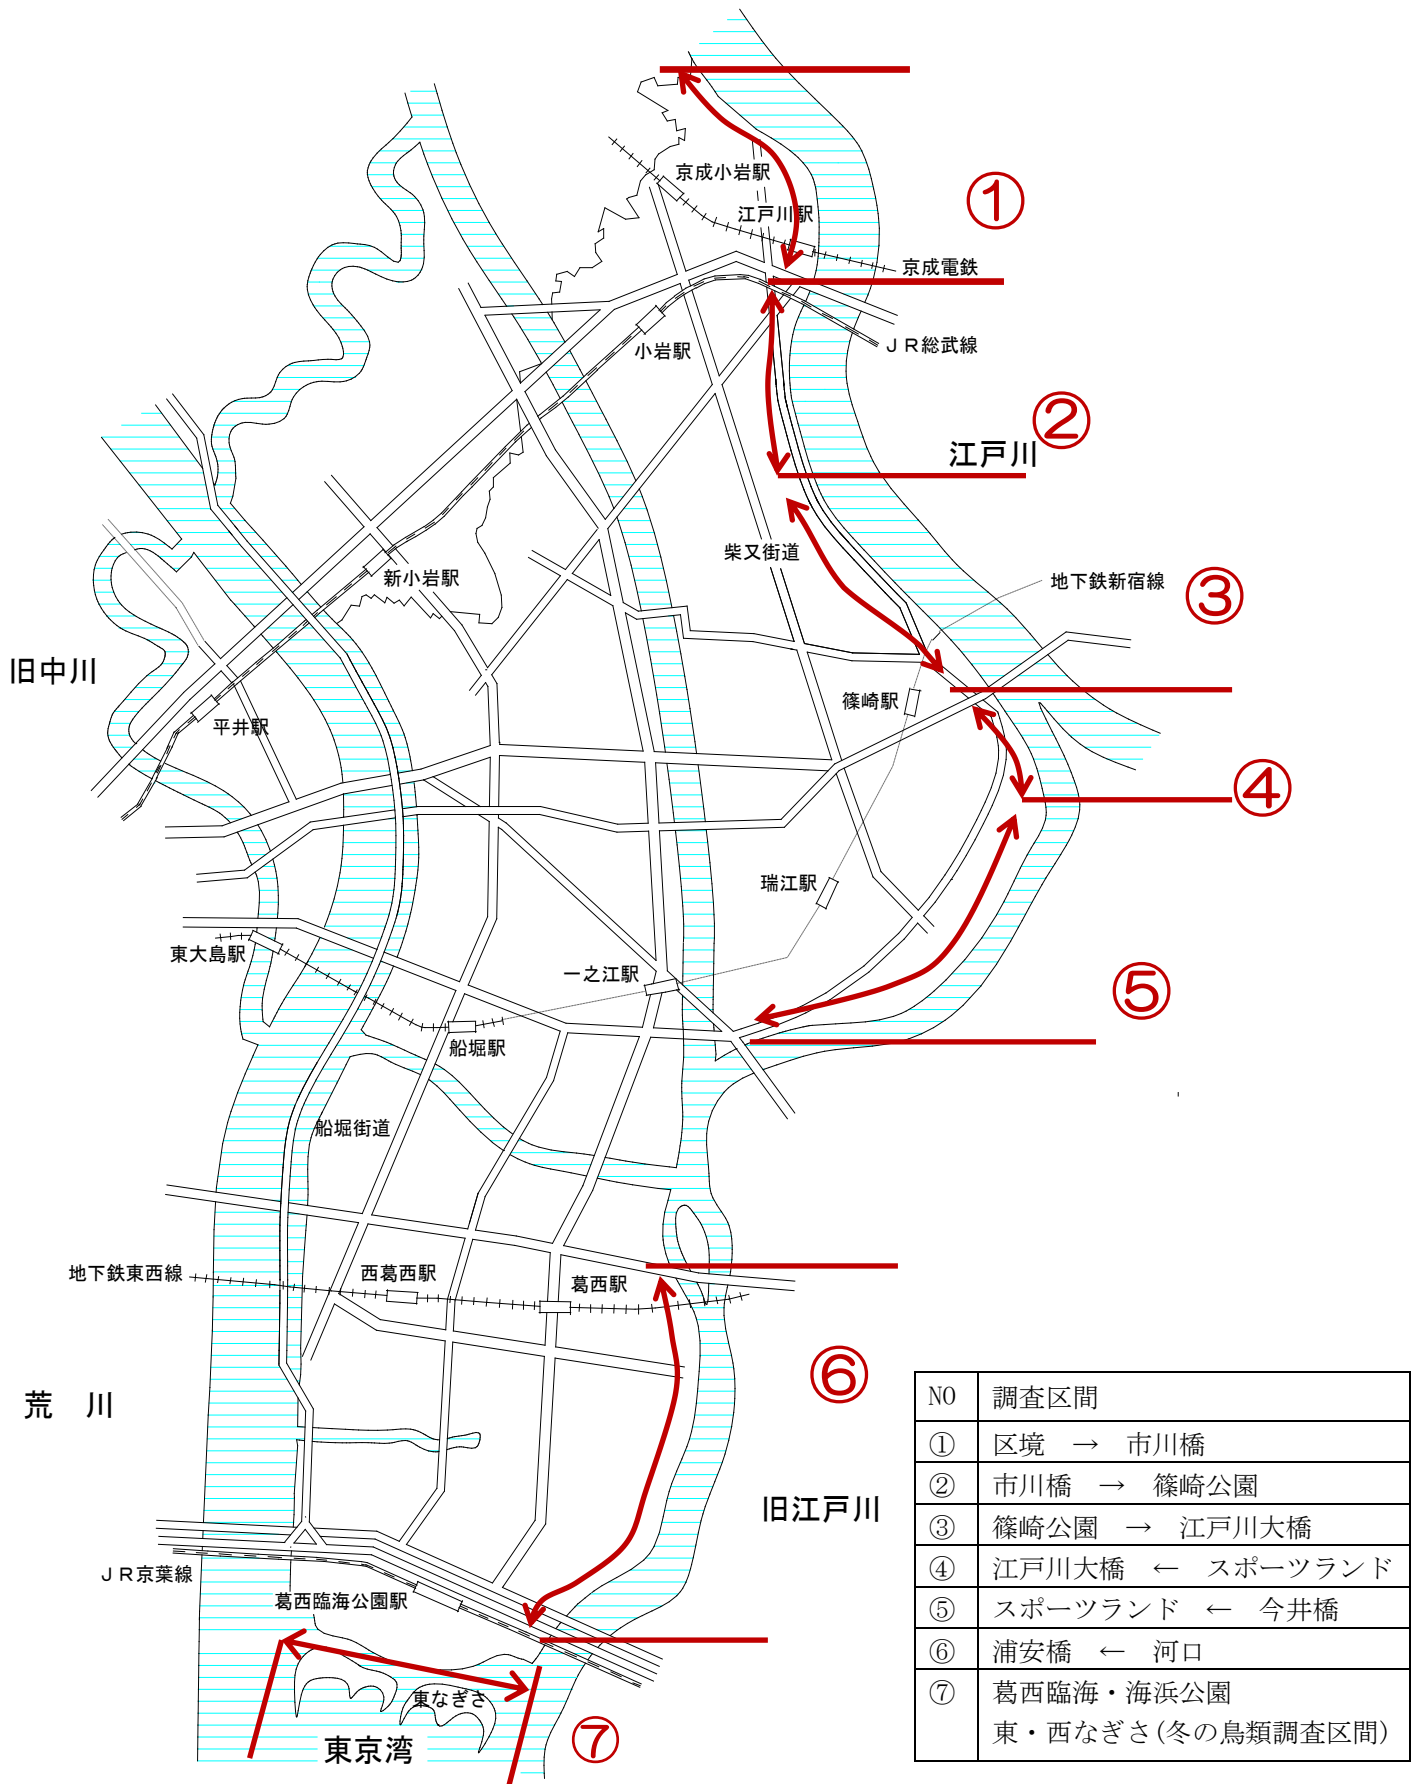 京成小岩駅
江戸川駅
①
京成電鉄
小岩駅
ＪＲ総武線
②
江戸川
柴又街道
新小岩駅
地下鉄新宿線
③
旧中川
篠崎駅
平井駅
④
瑞江駅
東大島駅
一之江駅
⑤
船堀駅
船堀街道
地下鉄東西線
西葛西駅
葛西駅
⑥
荒　川
旧江戸川
ＪＲ京葉線
葛西臨海公園駅
東なぎさ
⑦
東京湾
NO 調査区間
① 区境　→　市川橋
② 市川橋　→　篠崎公園
③ 篠崎公園　→　江戸川大橋
④ 江戸川大橋　←　スポーツランド
⑤ スポーツランド　←　今井橋
⑥ 浦安橋　←　河口
⑦ 葛西臨海・海浜公園
東・西なぎさ(冬の鳥類調査区間)